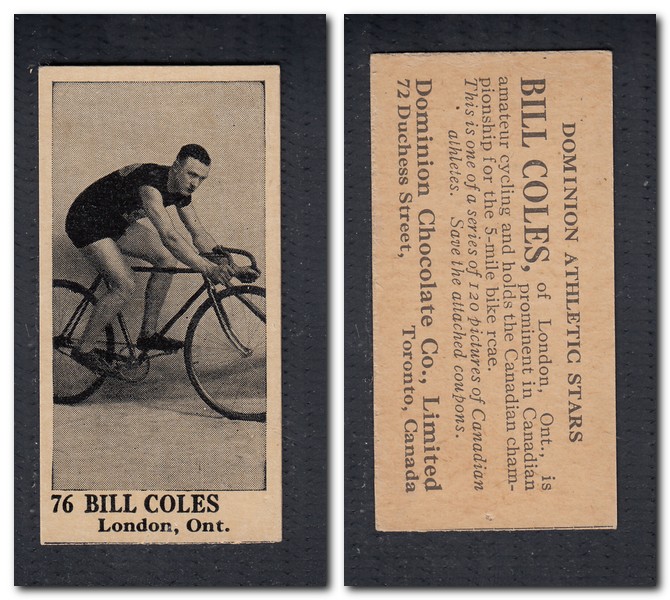 76 BILL COLES
London, Ont.
DOMINION ATHLETIC STARS
BILL COLES, of London, Ont., is
prominent in Canadian
amateur cycling and holds the Canadian cham-
pionship for the 5-mile bike rcae.
This is one of a series of 120 pictures of Canadian
athletes. Save the attached coupons.
Dominion Chocolate Co., Limited
72 Duchess Street, Toronto, Canada